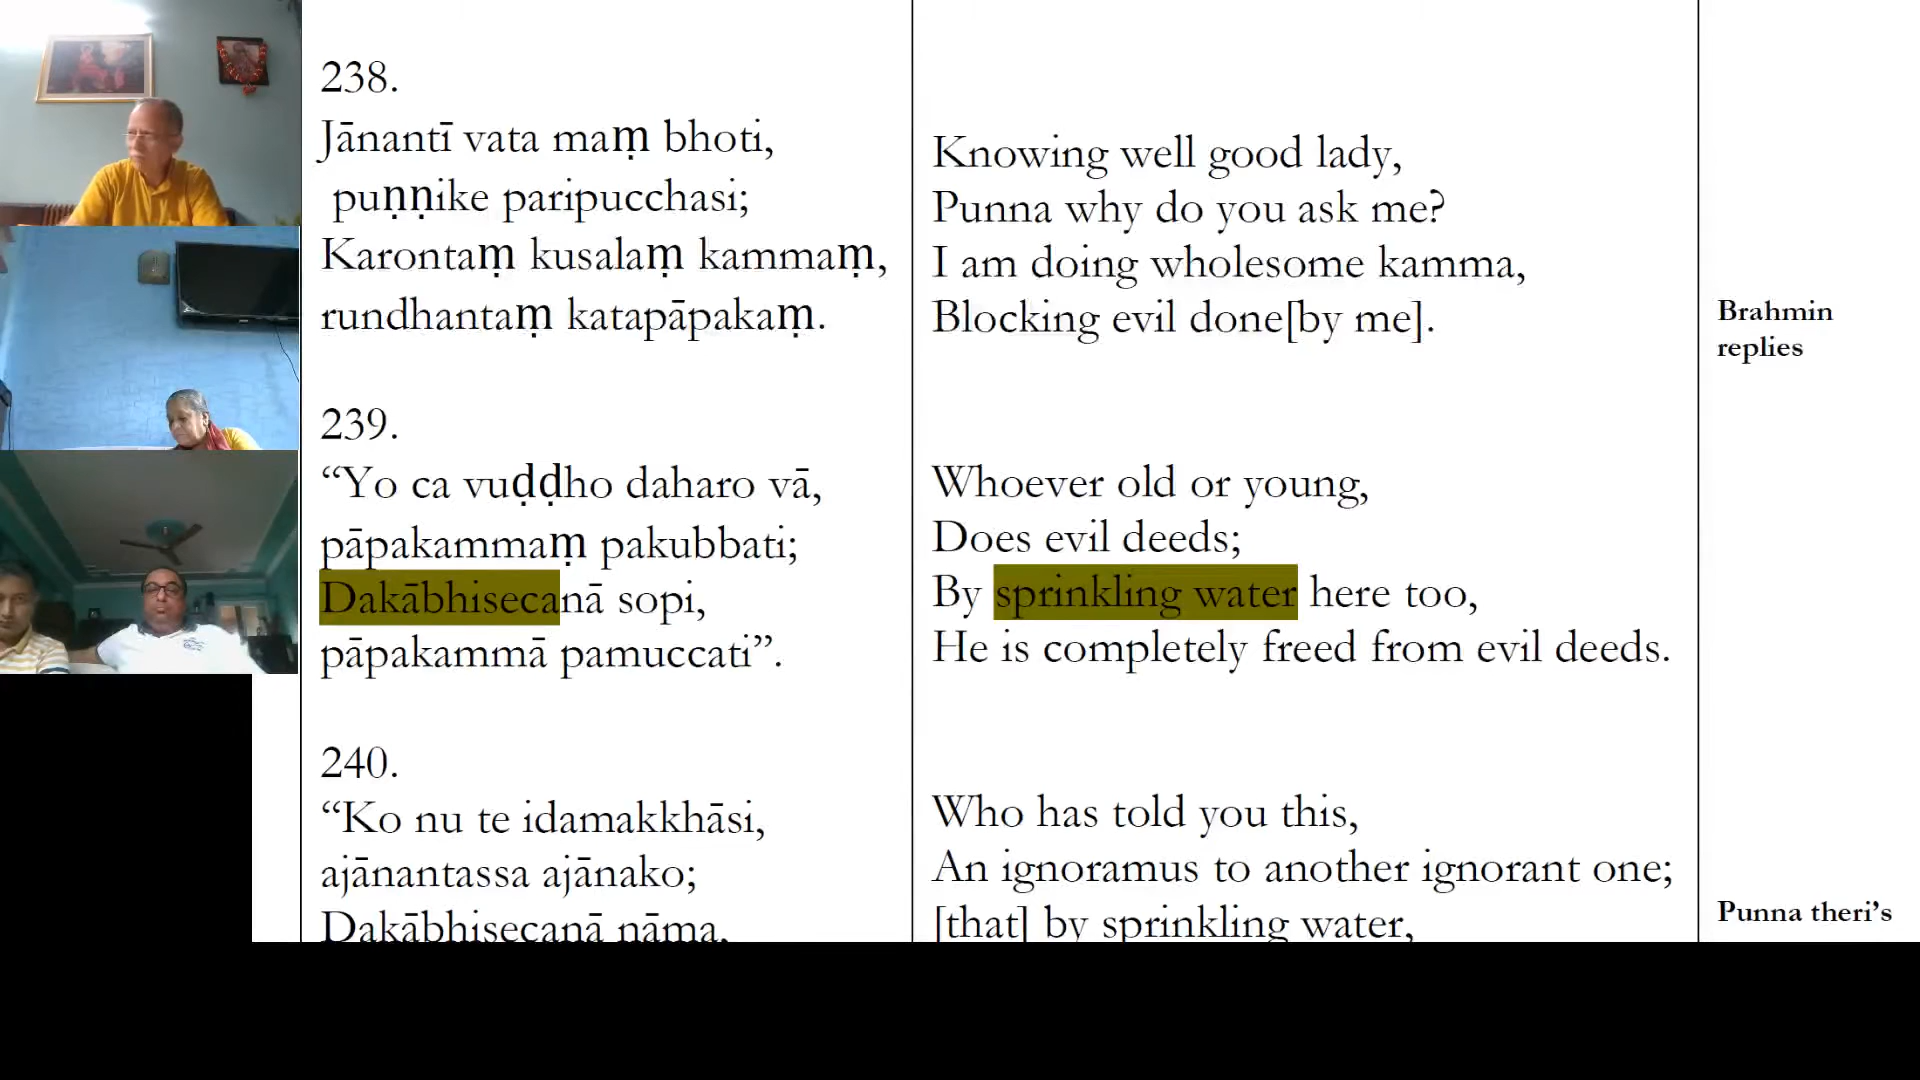 238.
Jānantī vata maṃ bhoti,
puṇṇike paripucchasi;
Karontaṃ kusalaṃ kammaṃ,
rundhantaṃ katapāpakaṃ.
239.
“Yo ca vuḍḍho daharo vā,
pāpakammaṃ pakubbati;
Dakābhisecanā sopi,
pāpakammā pamuccati”.
240.
“Ko nu te idamakkhāsi,
ajānantassa ajānako;
Dakābhisecanā nāma,
Knowing well good lady,
Punna why do you ask me?
I am doing wholesome kamma,
Blocking evil done[by me].
Whoever old or young,
Does evil deeds;
By sprinkling water here too,
He is completely freed from evil deeds.
Who has told you this,
An ignoramus to another ignorant one;
[that] by sprinkling water,
Brahmin
replies
Punna theri’s